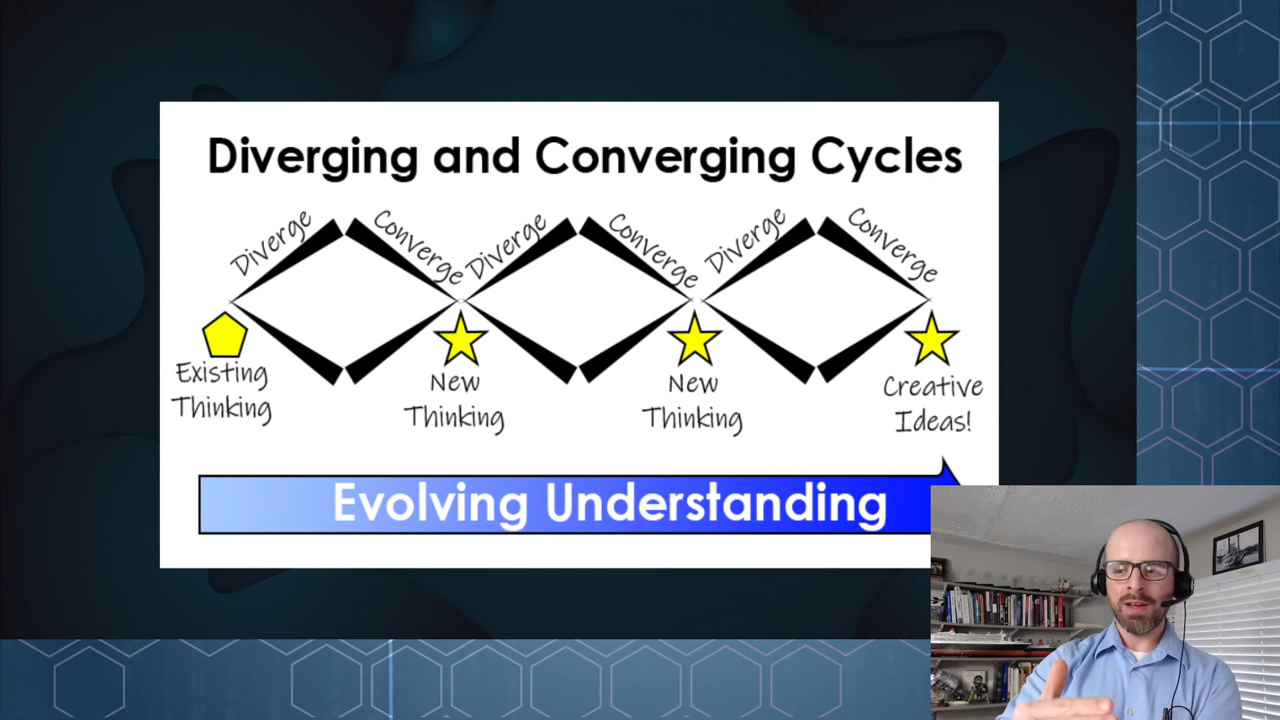 Diverging and Converging Cycles
Diverge
Converge
Diverge
Converge
Diverge
Converge
Existing
Thinking
New
Thinking
New
Thinking
Creative
Ideas!
Evolving Understanding